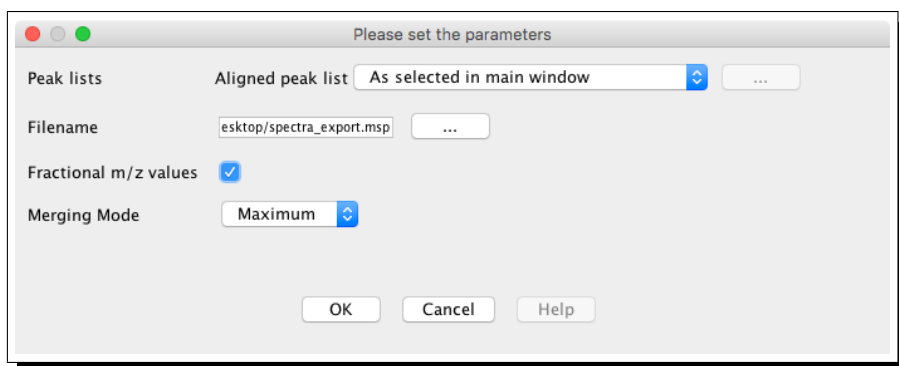 Please set the parameters
Peak lists Aligned peak list As selected in main window ...
Filename esktop/spectra_export.msp ...
Fractional m/z values
Merging Mode Maximum
OK Cancel Help